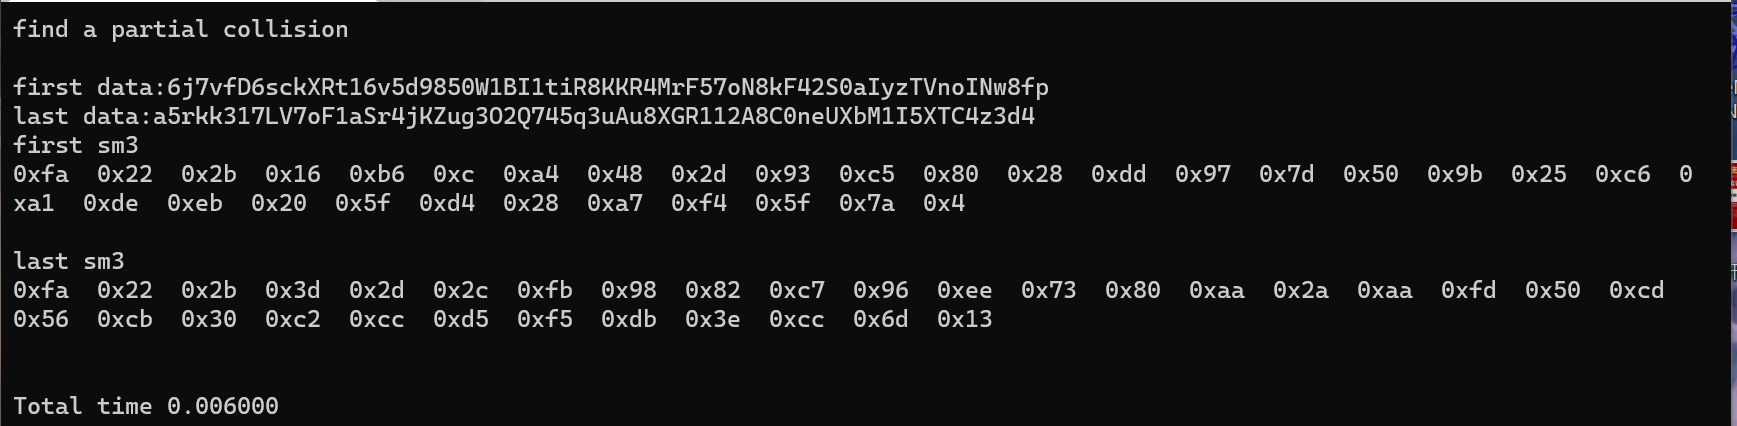 find a partial collision
first data:6j7vfD6sckXRt16v5d9850W1BI1tiR8KKR4MrF57oN8kF42S0aIyzTVnoINw8fp
last data:a5rkk317LV7oF1aSr4jKZug3O2Q745q3uAu8XGR112A8C0neUXbM1I5XTC4z3d4
first sm3
0xfa  0x22  0x2b  0x16  0xb6  0xc  0xa4  0x48  0x2d  0x93  0xc5  0x80  0x28  0xdd  0x97  0x7d  0x50  0x9b  0x25  0xc6  0
xa1  0xde  0xeb  0x20  0x5f  0xd4  0x28  0xa7  0xf4  0x5f  0x7a  0x4
last sm3
0xfa  0x22  0x2b  0x3d  0x2d  0x2c  0xfb  0x98  0x82  0xc7  0x96  0xee  0x73  0x80  0xaa  0x2a  0xaa  0xfd  0x50  0xcd
0x56  0xcb  0x30  0xc2  0xcc  0xd5  0xf5  0xdb  0x3e  0xcc  0x6d  0x13
Total time 0.006000